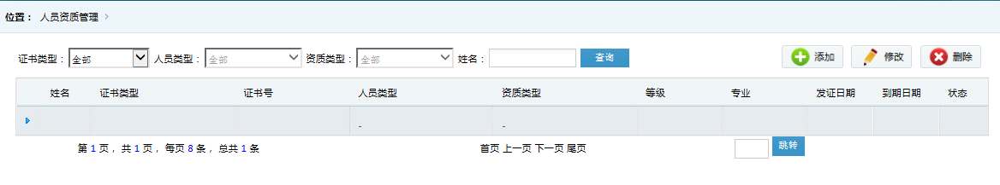 位置： 人员资质管理
证书类型： 全部 人员类型： 全部 资质类型： 全部 姓名： 查询 添加 修改 删除
姓名 证书类型 证书号 人员类型 资质类型 等级 专业 发证日期 到期日期 状态
- -
第 1 页， 共 1 页， 每页 8 条， 总共 1 条 首页 上一页 下一页 尾页 跳转